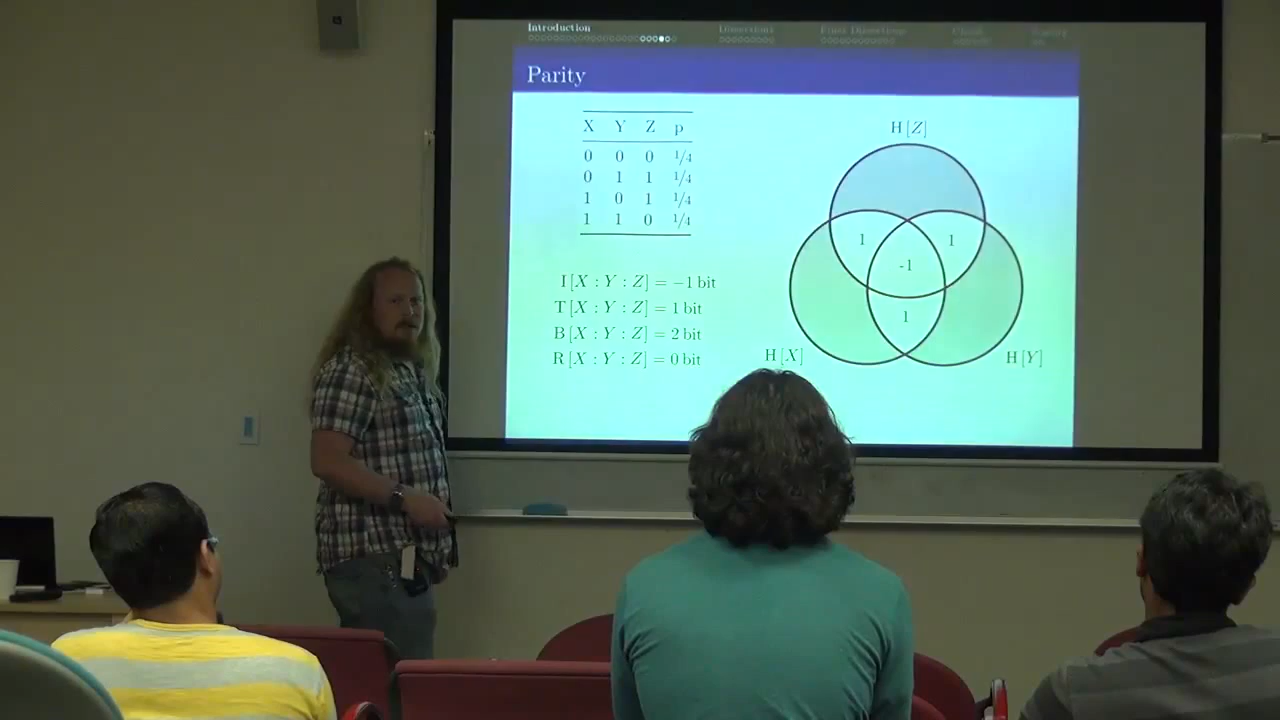 Introduction
Parity
X Y Z p
0 0 0 1/4
0 1 1 1/4
1 0 1 1/4
1 1 0 1/4
I [X : Y : Z] = −1 bit
T [X : Y : Z] = 1 bit
B [X : Y : Z] = 2 bit
R [X : Y : Z] = 0 bit
H [Z]
1 1
-1
1
H [X] H [Y]